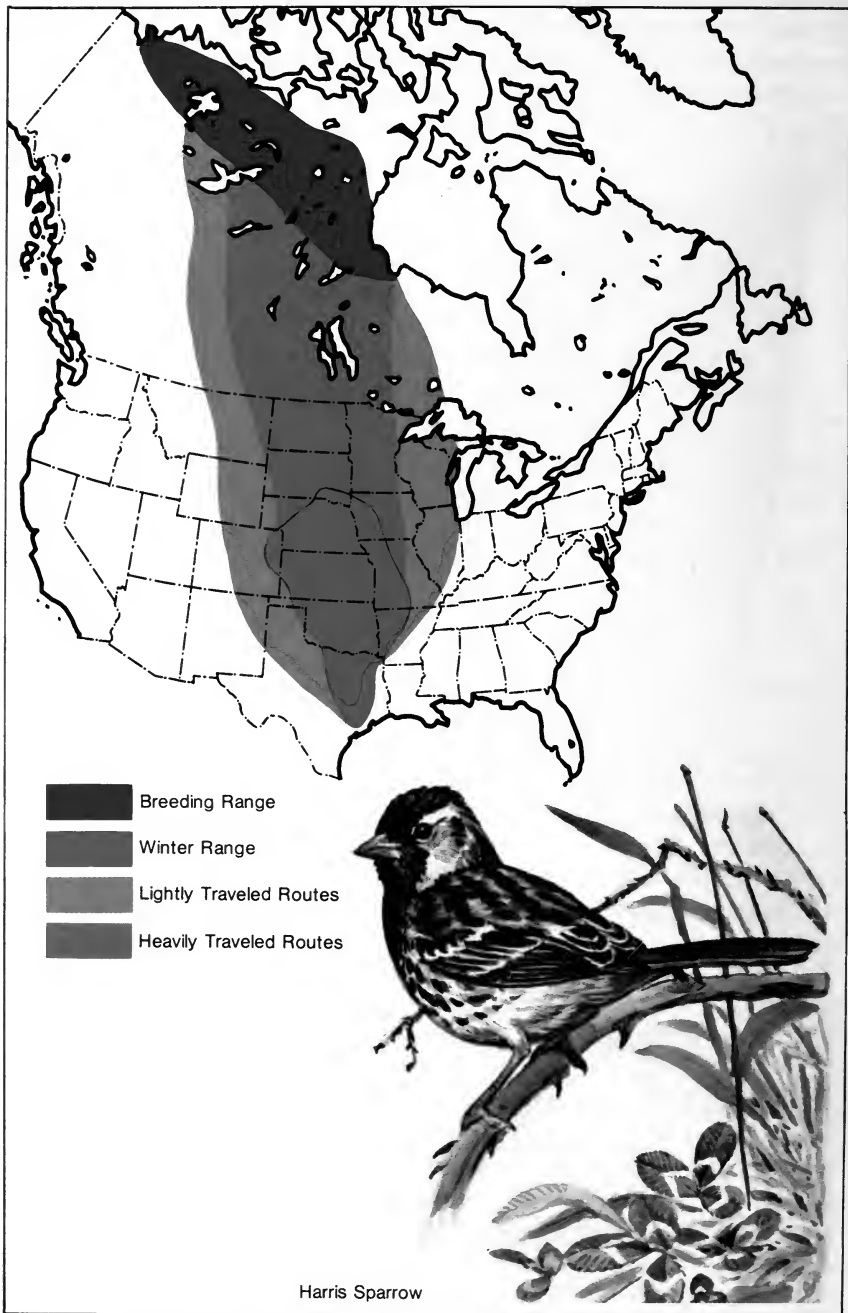 Breeding Range
Winter Range
Lightly Traveled Routes
Heavily Traveled Routes
Harris Sparrow